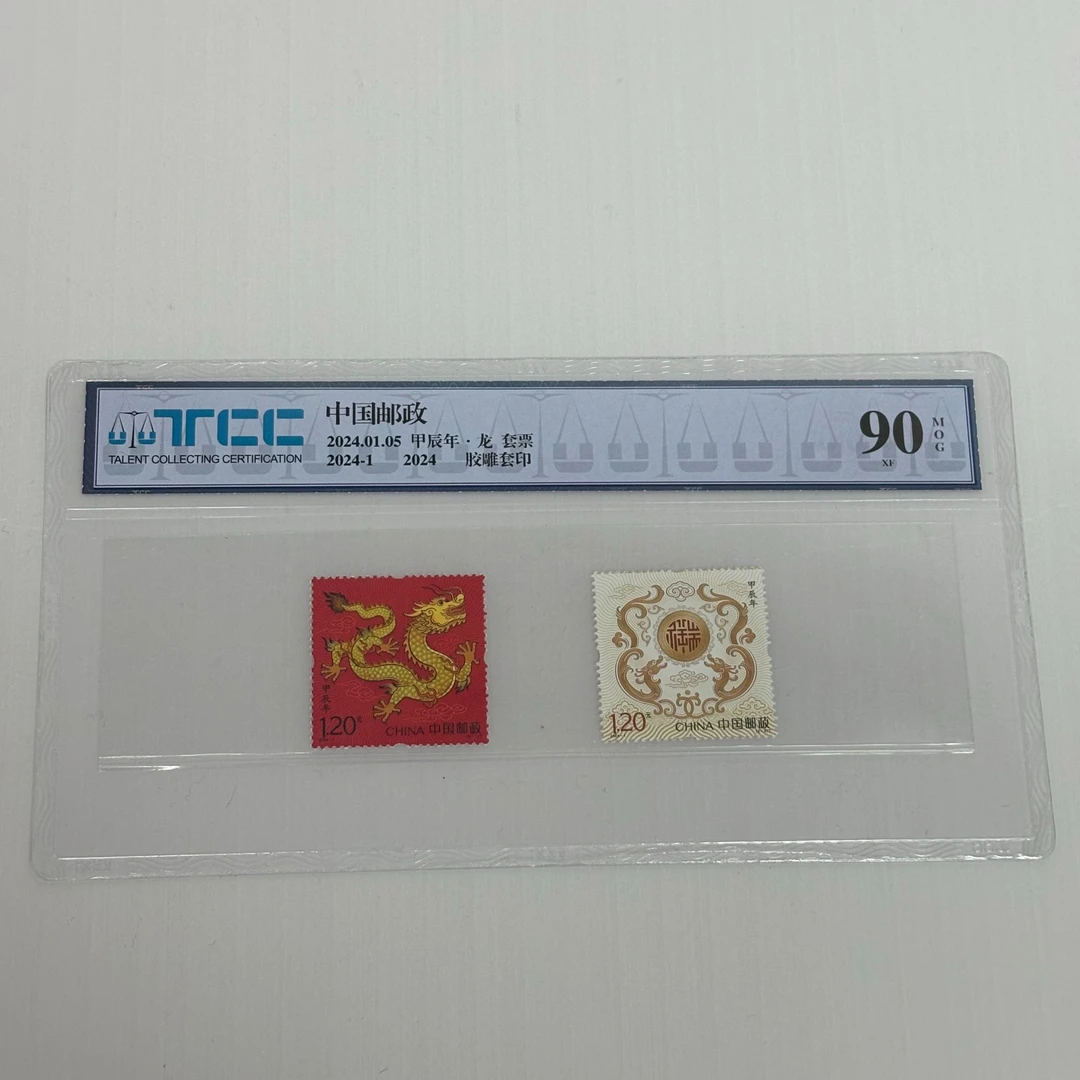 TCC
TALENT COLLECTING CERTIFICATION
中国邮政
2024.01.05 甲辰年·龙 套票
2024-1 2024 胶雕套印
90
XF
MOG
甲辰年
1.20元
CHINA 中国邮政
甲辰年
1.20元
CHINA 中国邮政